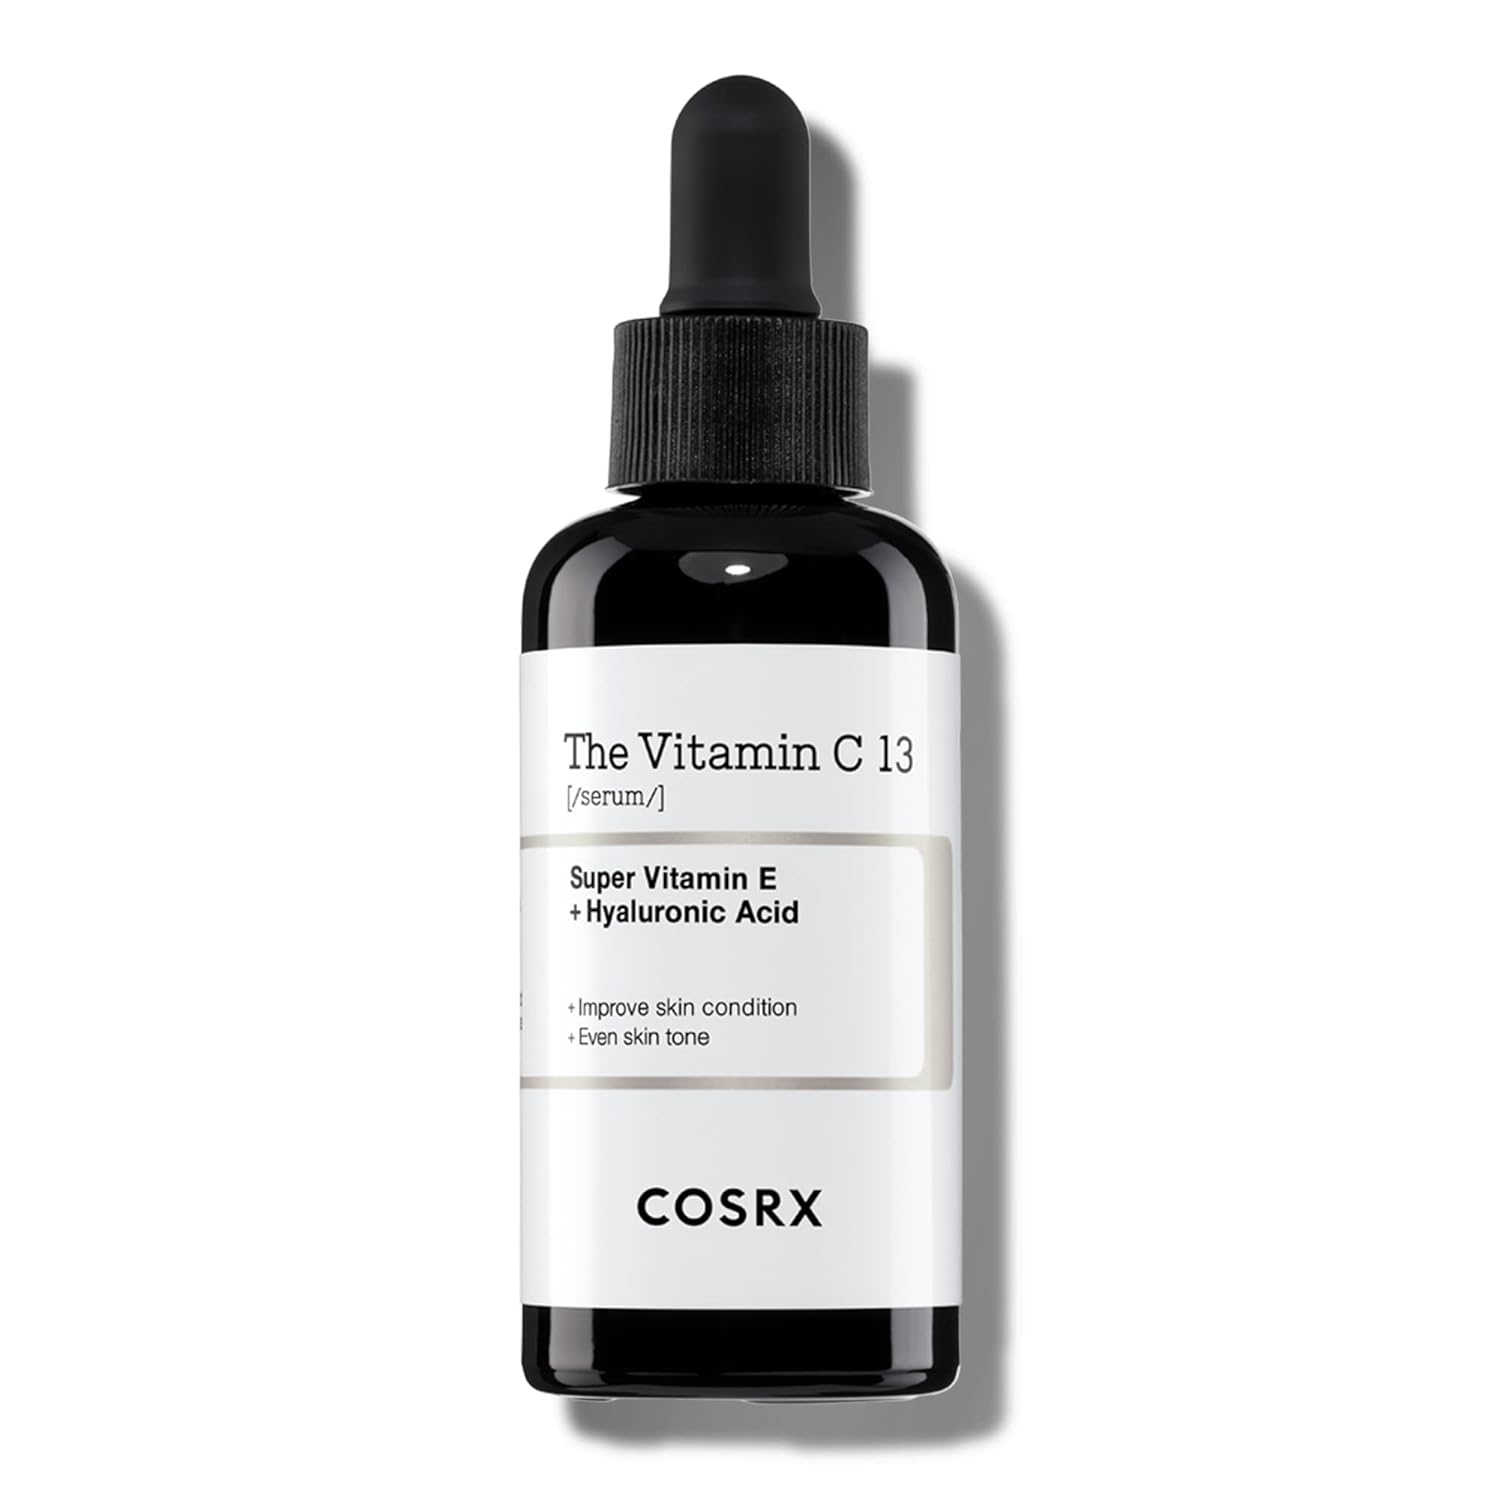 The Vitamin C 13
[/serum/]
Super Vitamin E
+Hyaluronic Acid
+Improve skin condition
+Even skin tone
COSRX